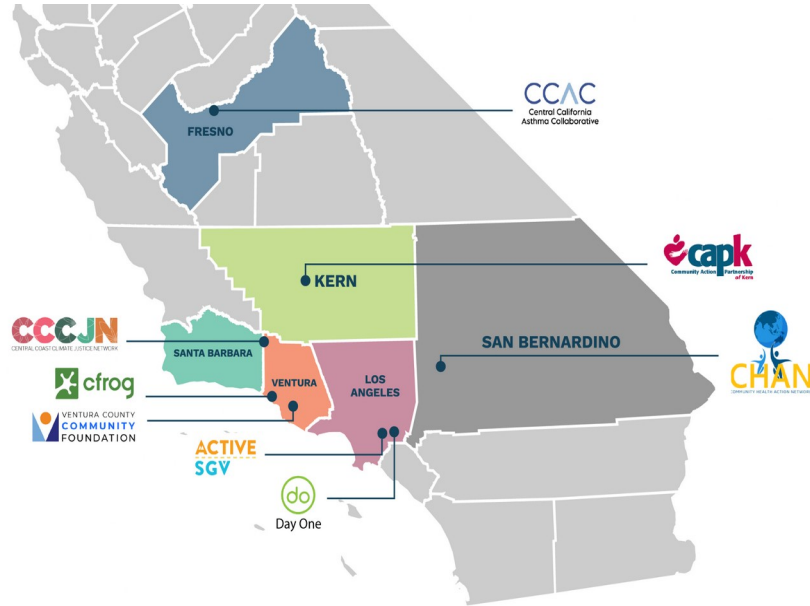 CCAC
Central California
Asthma Collaborative
FRESNO
capk
Community Action Partnership
of Kern
KERN
CCCJN
CENTRAL COAST CLIMATE JUSTICE NETWORK
SANTA BARBARA
SAN BERNARDINO
CHAN
COMMUNITY HEALTH ACTION NETWORK
cfrog
VENTURA
LOS
ANGELES
VENTURA COUNTY
COMMUNITY
FOUNDATION
ACTIVE
SGV
do
Day One